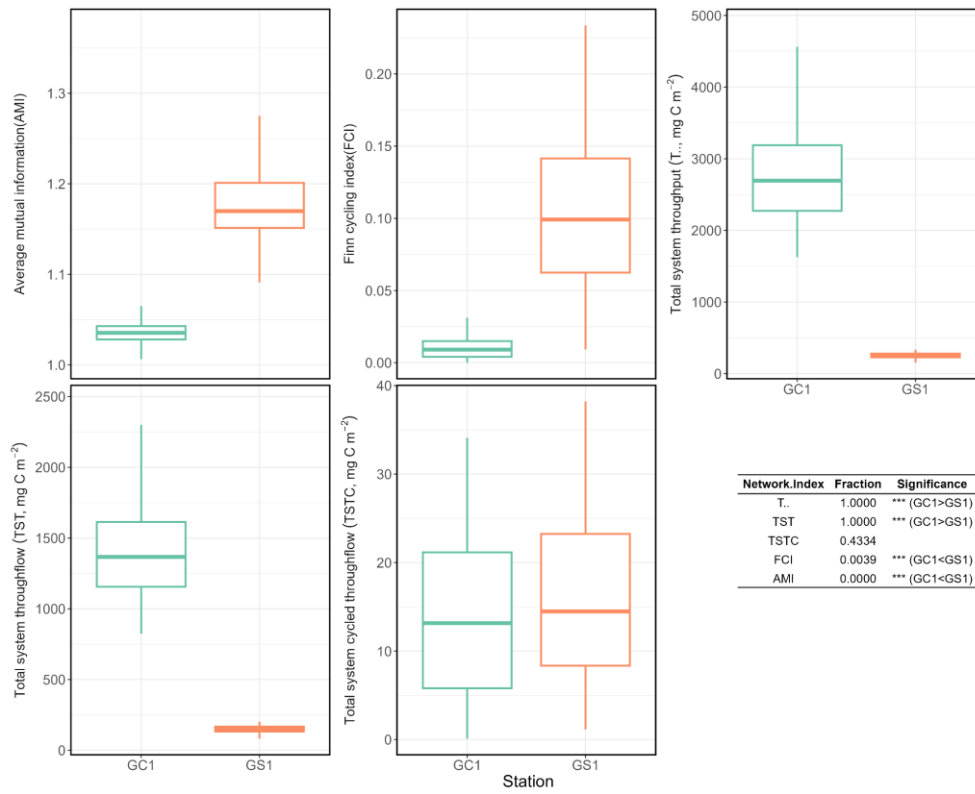 Average mutual information(AMI)
1.3
1.2
1.1
1.0
Finn cycling index(FCI)
0.20
0.15
0.10
0.05
0.00
Total system throughput (T.., mg C m⁻²)
5000
4000
3000
2000
1000
0
GC1 GS1
Total system throughflow (TST, mg C m⁻²)
2500
2000
1500
1000
500
0
GC1 GS1
Total system cycled throughflow (TSTC, mg C m⁻²)
40
30
20
10
0
GC1 GS1
Station
Network.Index Fraction Significance
T.. 1.0000 *** (GC1>GS1)
TST 1.0000 *** (GC1>GS1)
TSTC 0.4334
FCI 0.0039 *** (GC1<GS1)
AMI 0.0000 *** (GC1<GS1)